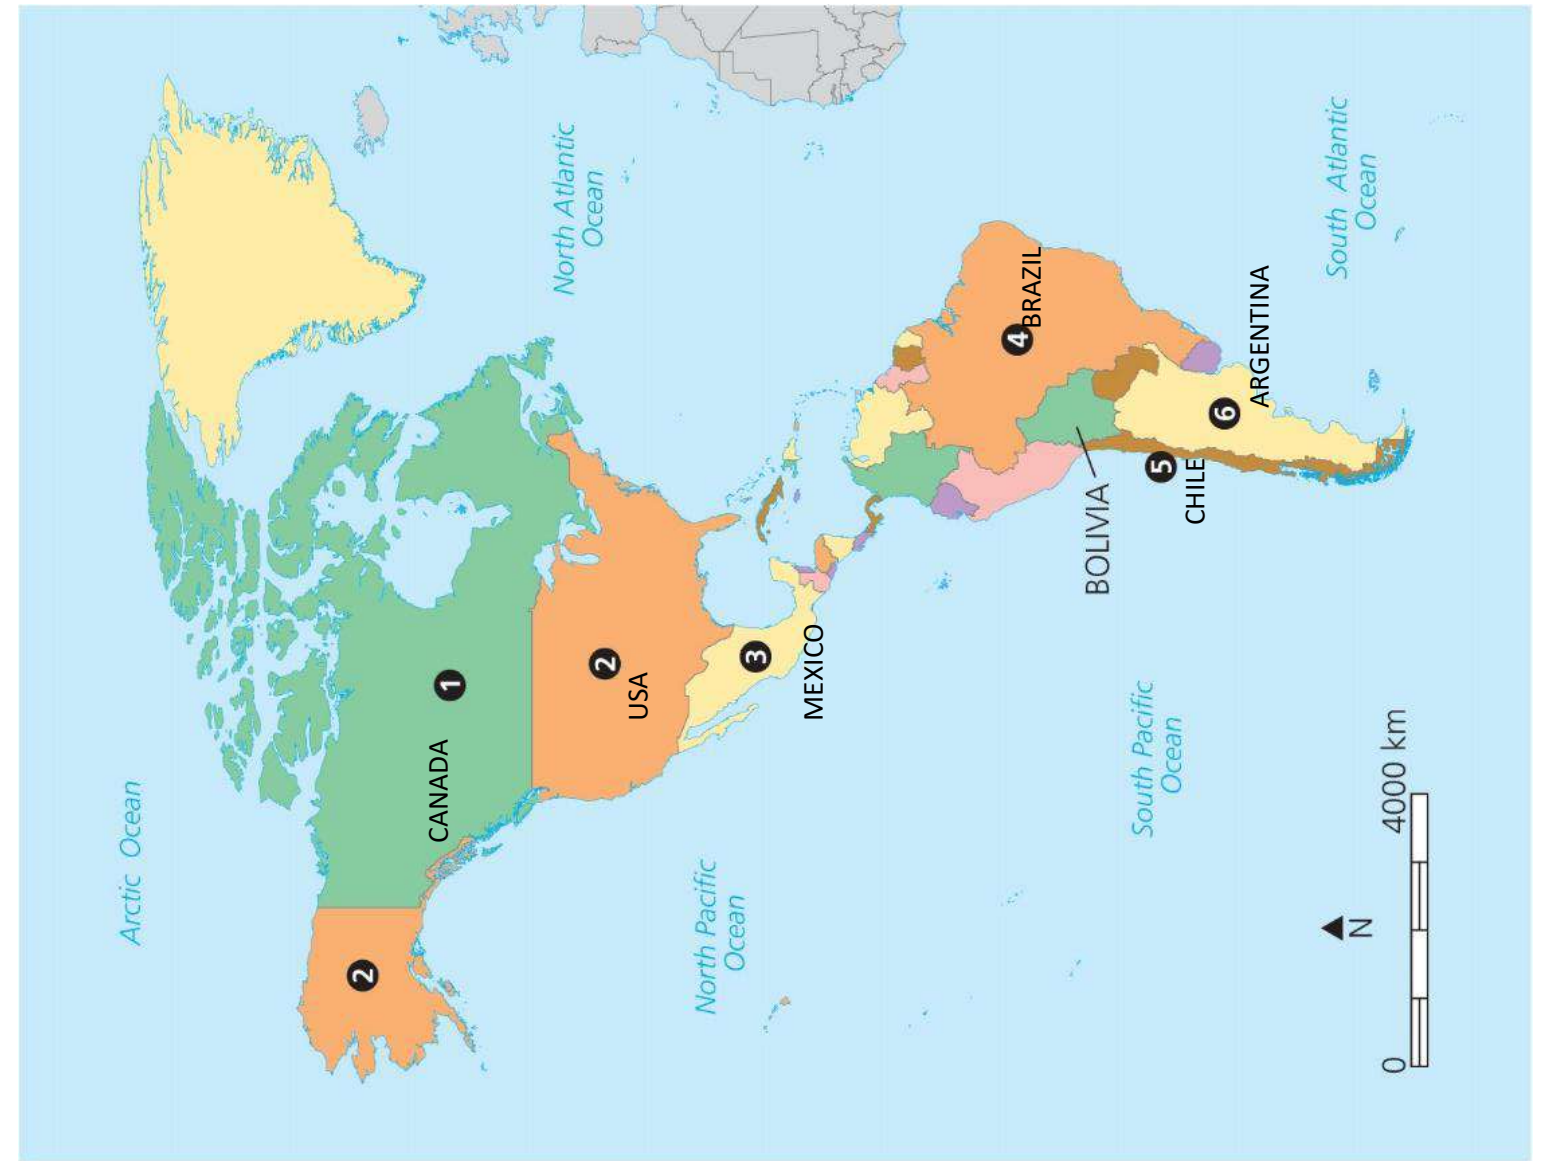 Arctic Ocean
North Atlantic
Ocean
1
CANADA
2
2
USA
3
MEXICO
North Pacific
Ocean
4
BRAZIL
BOLIVIA
5
CHILE
6
ARGENTINA
South Pacific
Ocean
South Atlantic
Ocean
N
0
4000 km